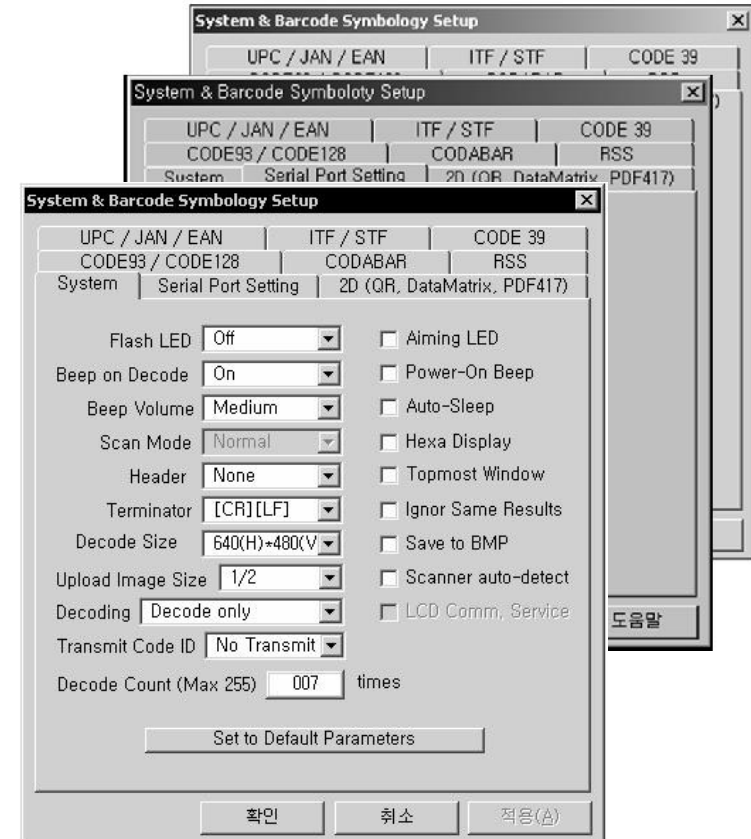 System & Barcode Symbology Setup
UPC / JAN / EAN ITF / STF CODE 39
System & Barcode Symboloty Setup
UPC / JAN / EAN ITF / STF CODE 39
CODE93 / CODE128 CODABAR RSS
System Serial Port Setting 2D (QR, DataMatrix, PDF417)
System & Barcode Symbology Setup
UPC / JAN / EAN ITF / STF CODE 39
CODE93 / CODE128 CODABAR RSS
System Serial Port Setting 2D (QR, DataMatrix, PDF417)
Flash LED Off Aiming LED
Beep on Decode On Power-On Beep
Beep Volume Medium Auto-Sleep
Scan Mode Normal Hexa Display
Header None Topmost Window
Terminator [CR][LF] Ignor Same Results
Decode Size 640(H)*480(V Save to BMP
Upload Image Size 1/2 Scanner auto-detect
Decoding Decode only LCD Comm, Service
도움말
Transmit Code ID No Transmit
Decode Count (Max 255) 007 times
Set to Default Parameters
확인 취소 적용(A)